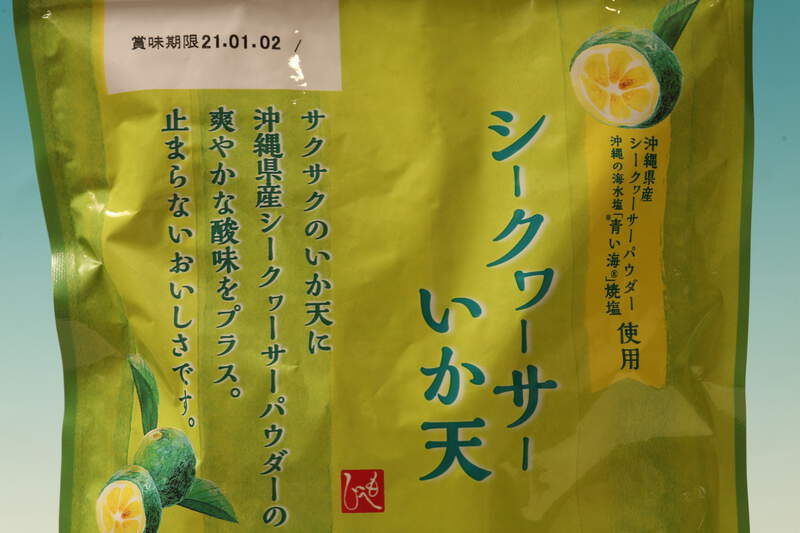 賞味期限21.01.02 /
沖縄県産
シークヮーサーパウダー
沖縄の海水塩「青い海®」焼塩
※
使用
シークヮーサー
いか天
サクサクのいか天に
沖縄県産シークヮーサーパウダーの
爽やかな酸味をプラス。
止まらないおいしさです。